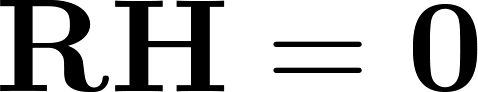 RH = 0